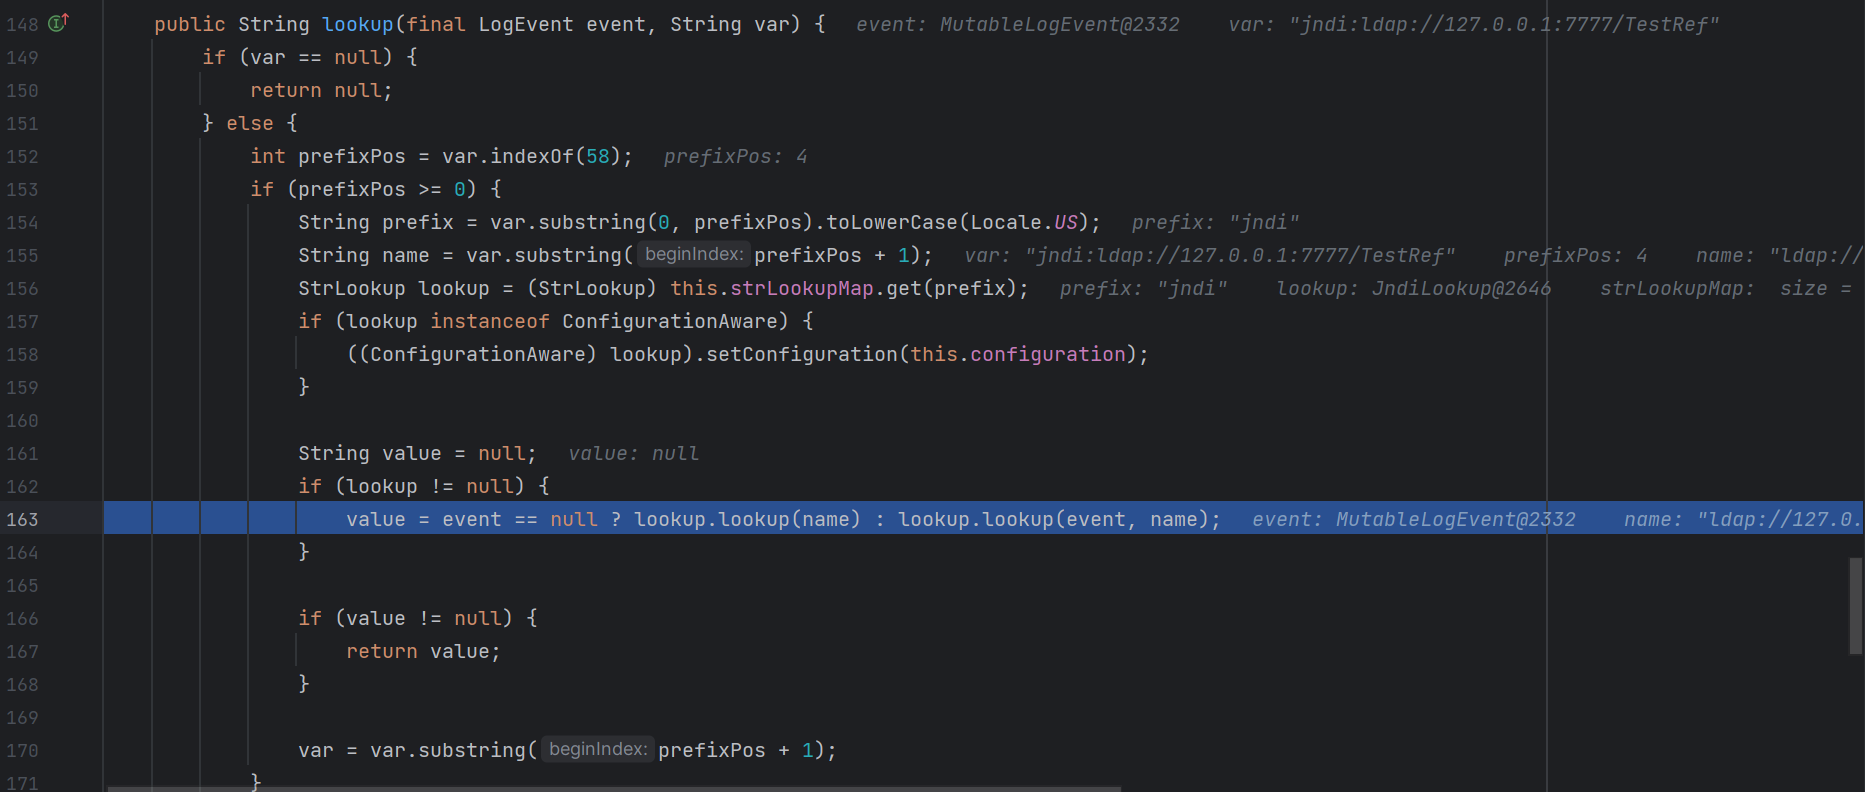 148 public String lookup(final LogEvent event, String var) { event: MutableLogEvent@2332 var: "jndi:ldap://127.0.0.1:7777/TestRef"
149 if (var == null) {
150 return null;
151 } else {
152 int prefixPos = var.indexOf(58); prefixPos: 4
153 if (prefixPos >= 0) {
154 String prefix = var.substring(0, prefixPos).toLowerCase(Locale.US); prefix: "jndi"
155 String name = var.substring( beginIndex: prefixPos + 1); var: "jndi:ldap://127.0.0.1:7777/TestRef" prefixPos: 4 name: "ldap://
156 StrLookup lookup = (StrLookup) this.strLookupMap.get(prefix); prefix: "jndi" lookup: JndiLookup@2646 strLookupMap: size =
157 if (lookup instanceof ConfigurationAware) {
158 ((ConfigurationAware) lookup).setConfiguration(this.configuration);
159 }
160
161 String value = null; value: null
162 if (lookup != null) {
163 value = event == null ? lookup.lookup(name) : lookup.lookup(event, name); event: MutableLogEvent@2332 name: "ldap://127.0.
164 }
165
166 if (value != null) {
167 return value;
168 }
169
170 var = var.substring( beginIndex: prefixPos + 1);
171 }